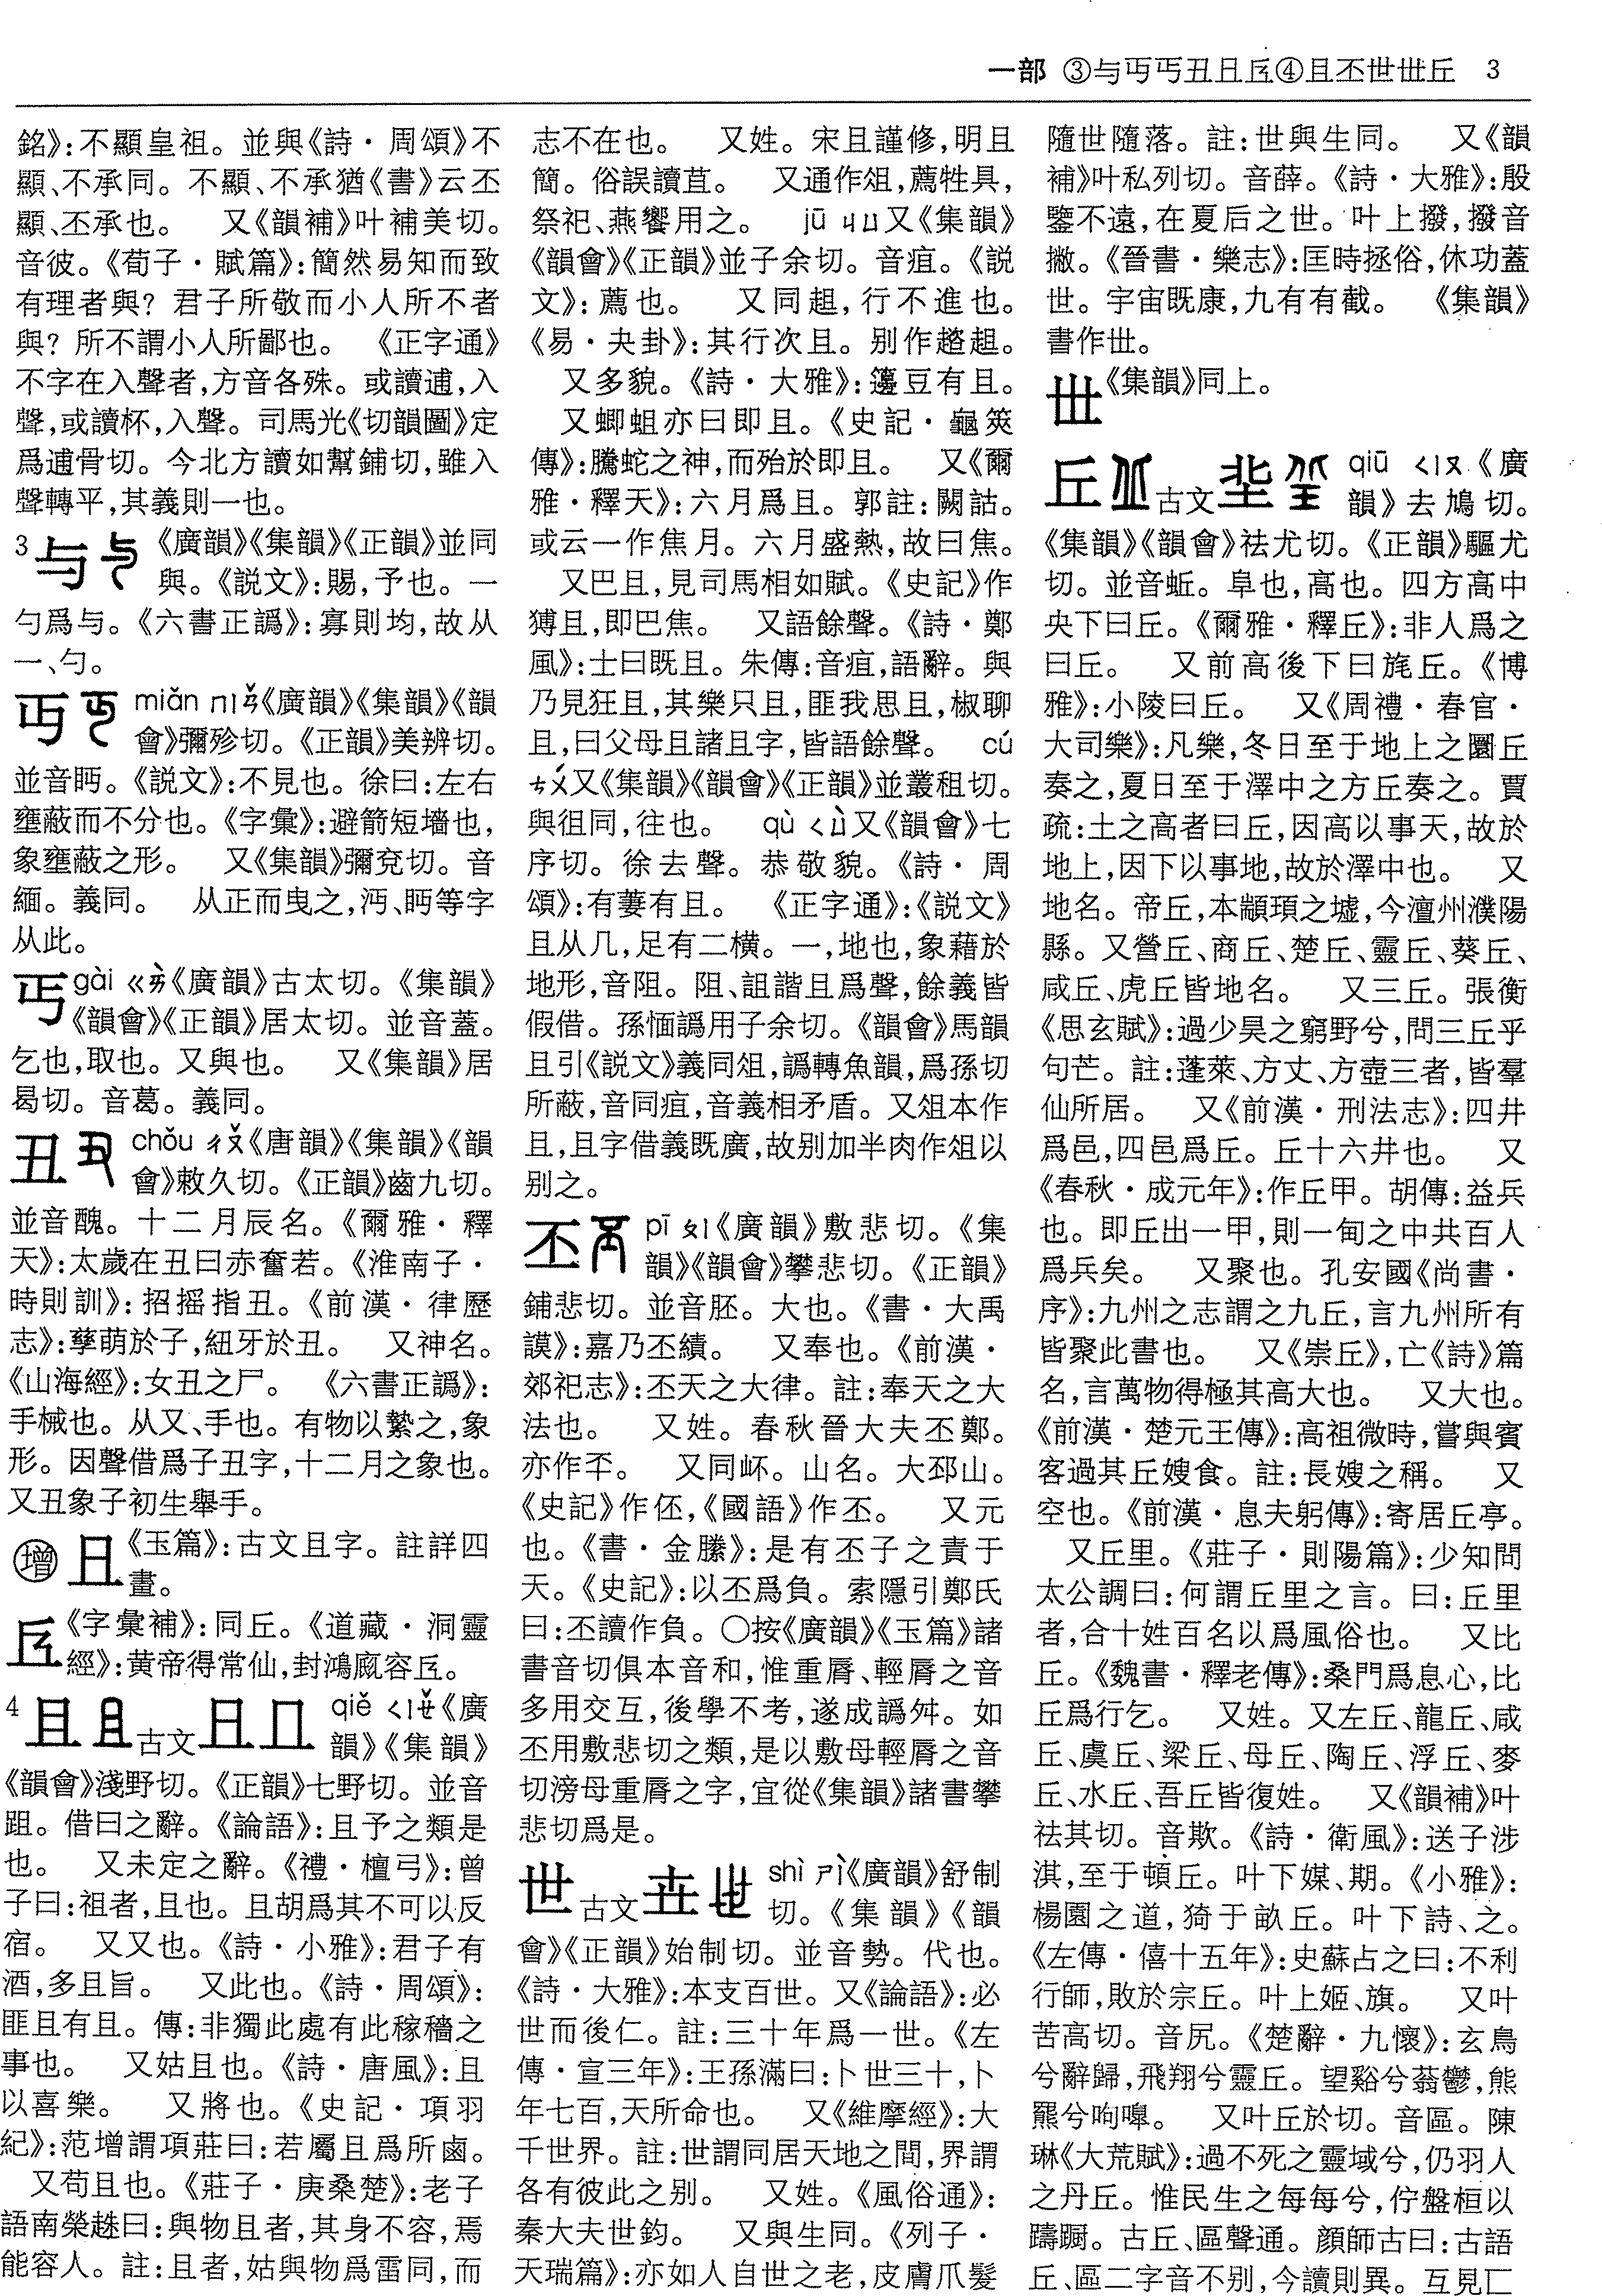 一部 ③与丏丐丑𠀃㐀④且丕世丗丘 3
銘》：不顯皇祖。並與《詩・周頌》不
顯、不承同。不顯、不承猶《書》云丕
顯、丕承也。 又《韻補》叶補美切。
音彼。《荀子・賦篇》：簡然易知而致
有理者與？君子所敬而小人所不者
與？所不謂小人所鄙也。 《正字通》
不字在入聲者，方音各殊。或讀逋，入
聲，或讀杯，入聲。司馬光《切韻圖》定
爲逋骨切。今北方讀如幫鋪切，雖入
聲轉平，其義則一也。
3 与 《廣韻》《集韻》《正韻》並同
與。《説文》：賜，予也。一
勺爲与。《六書正譌》：寡則均，故从
一、勺。
丏 miǎn ㄇㄧㄢˇ《廣韻》《集韻》《韻
會》彌殄切。《正韻》美辨切。
並音眄。《説文》：不見也。徐曰：左右
壅蔽而不分也。《字彙》：避箭短墻也，
象壅蔽之形。 又《集韻》彌兗切。音
緬。義同。 从正而曳之，沔、眄等字
从此。
丐 gài ㄍㄞˋ《廣韻》古太切。《集韻》
《韻會》《正韻》居太切。並音蓋。
乞也，取也。又與也。 又《集韻》居
曷切。音葛。義同。
丑 chǒu ㄔㄡˇ《唐韻》《集韻》《韻
會》敕久切。《正韻》齒九切。
並音醜。十二月辰名。《爾雅・釋
天》：太歲在丑曰赤奮若。《淮南子・
時則訓》：招摇指丑。《前漢・律歷
志》：孳萌於子，紐牙於丑。 又神名。
《山海經》：女丑之尸。 《六書正譌》：
手械也。从又、手也。有物以縶之，象
形。因聲借爲子丑字，十二月之象也。
又丑象子初生舉手。
增 《玉篇》：古文且字。註詳四
畫。
《字彙補》：同丘。《道藏・洞靈
經》：黄帝得常仙，封鴻，容。
4 且 古文 qiě ㄑㄧㄝˇ《廣
韻》《集韻》
《韻會》淺野切。《正韻》七野切。並音
跙。借曰之辭。《論語》：且予之類是
也。 又未定之辭。《禮・檀弓》：曾
子曰：祖者，且也。且胡爲其不可以反
宿。 又又也。《詩・小雅》：君子有
酒，多且旨。 又此也。《詩・周頌》：
匪且有且。傳：非獨此處有此稼穡之
事也。 又姑且也。《詩・唐風》：且
以喜樂。 又將也。《史記・項羽
紀》：范增謂項莊曰：若屬且爲所鹵。
又苟且也。《莊子・庚桑楚》：老子
語南榮趎曰：與物且者，其身不容，焉
能容人。註：且者，姑與物爲雷同，而
志不在也。 又姓。宋且謹修，明且
簡。俗誤讀苴。 又通作俎，薦牲具，
祭祀、燕饗用之。 jū ㄐㄩ又《集韻》
《韻會》《正韻》並子余切。音疽。《説
文》：薦也。 又同趄，行不進也。
《易・夬卦》：其行次且。别作趦趄。
又多貌。《詩・大雅》：籩豆有且。
又蝍蛆亦曰即且。《史記・龜筴
傳》：騰蛇之神，而殆於即且。 又《爾
雅・釋天》：六月爲且。郭註：闕詁。
或云一作焦月。六月盛熱，故曰焦。
又巴且，見司馬相如賦。《史記》作
猼且，即巴焦。 又語餘聲。《詩・鄭
風》：士曰既且。朱傳：音疽，語辭。與
乃見狂且，其樂只且，匪我思且，椒聊
且，曰父母且諸且字，皆語餘聲。 cú
ㄘㄨˊ又《集韻》《韻會》《正韻》並叢租切。
與徂同，往也。 qù ㄑㄩˋ又《韻會》七
序切。徐去聲。恭敬貌。《詩・周
頌》：有萋有且。 《正字通》：《説文》
且从几，足有二横。一，地也，象藉於
地形，音阻。阻、詛諧且爲聲，餘義皆
假借。孫愐譌用子余切。《韻會》馬韻
且引《説文》義同俎，譌轉魚韻，爲孫切
所蔽，音同疽，音義相矛盾。又俎本作
且，且字借義既廣，故别加半肉作俎以
别之。
丕 pī ㄆㄧ《廣韻》敷悲切。《集
韻》《韻會》攀悲切。《正韻》
鋪悲切。並音胚。大也。《書・大禹
謨》：嘉乃丕績。 又奉也。《前漢・
郊祀志》：丕天之大律。註：奉天之大
法也。 又姓。春秋晉大夫丕鄭。
亦作㔻。 又同岯。山名。大邳山。
《史記》作伾，《國語》作丕。 又元
也。《書・金縢》：是有丕子之責于
天。《史記》：以丕爲負。索隱引鄭氏
曰：丕讀作負。〇按《廣韻》《玉篇》諸
書音切俱本音和，惟重脣、輕脣之音
多用交互，後學不考，遂成譌舛。如
丕用敷悲切之類，是以敷母輕脣之音
切滂母重脣之字，宜從《集韻》諸書攀
悲切爲是。
世 古文 shì ㄕˋ《廣韻》舒制
切。《集韻》《韻
會》《正韻》始制切。並音勢。代也。
《詩・大雅》：本支百世。又《論語》：必
世而後仁。註：三十年爲一世。《左
傳・宣三年》：王孫滿曰：卜世三十，卜
年七百，天所命也。 又《維摩經》：大
千世界。註：世謂同居天地之間，界謂
各有彼此之别。 又姓。《風俗通》：
秦大夫世鈞。 又與生同。《列子・
天瑞篇》：亦如人自世之老，皮膚爪髮
隨世隨落。註：世與生同。 又《韻
補》叶私列切。音薛。《詩・大雅》：殷
鑒不遠，在夏后之世。叶上撥，撥音
撇。《晉書・樂志》：匡時拯俗，休功蓋
世。宇宙既康，九有有截。 《集韻》
書作丗。
丗 《集韻》同上。
丘 古文 qiū ㄑㄧㄡ《廣
韻》去鳩切。
《集韻》《韻會》祛尤切。《正韻》驅尤
切。並音蚯。阜也，高也。四方高中
央下曰丘。《爾雅・釋丘》：非人爲之
曰丘。 又前高後下曰旄丘。《博
雅》：小陵曰丘。 又《周禮・春官・
大司樂》：凡樂，冬日至于地上之圜丘
奏之，夏日至于澤中之方丘奏之。賈
疏：土之高者曰丘，因高以事天，故於
地上，因下以事地，故於澤中也。 又
地名。帝丘，本顓頊之墟，今澶州濮陽
縣。又營丘、商丘、楚丘、靈丘、葵丘、
咸丘、虎丘皆地名。 又三丘。張衡
《思玄賦》：過少昊之窮野兮，問三丘乎
句芒。註：蓬萊、方丈、方壺三者，皆羣
仙所居。 又《前漢・刑法志》：四井
爲邑，四邑爲丘。丘十六井也。 又
《春秋・成元年》：作丘甲。胡傳：益兵
也。即丘出一甲，則一甸之中共百人
爲兵矣。 又聚也。孔安國《尚書・
序》：九州之志謂之九丘，言九州所有
皆聚此書也。 又《崇丘》，亡《詩》篇
名，言萬物得極其高大也。 又大也。
《前漢・楚元王傳》：高祖微時，嘗與賓
客過其丘嫂食。註：長嫂之稱。 又
空也。《前漢・息夫躬傳》：寄居丘亭。
又丘里。《莊子・則陽篇》：少知問
太公調曰：何謂丘里之言。曰：丘里
者，合十姓百名以爲風俗也。 又比
丘。《魏書・釋老傳》：桑門爲息心，比
丘爲行乞。 又姓。又左丘、龍丘、咸
丘、虞丘、梁丘、母丘、陶丘、浮丘、麥
丘、水丘、吾丘皆復姓。 又《韻補》叶
祛其切。音欺。《詩・衛風》：送子涉
淇，至于頓丘。叶下媒、期。《小雅》：
楊園之道，猗于畝丘。叶下詩、之。
《左傳・僖十五年》：史蘇占之曰：不利
行師，敗於宗丘。叶上姬、旗。 又叶
苦高切。音尻。《楚辭・九懷》：玄鳥
兮辭歸，飛翔兮靈丘。望谿兮蓊鬱，熊
羆兮呴嘷。 又叶丘於切。音區。陳
琳《大荒賦》：過不死之靈域兮，仍羽人
之丹丘。惟民生之每每兮，佇盤桓以
躊躕。古丘、區聲通。顔師古曰：古語
丘、區二字音不别，今讀則異。互見匚